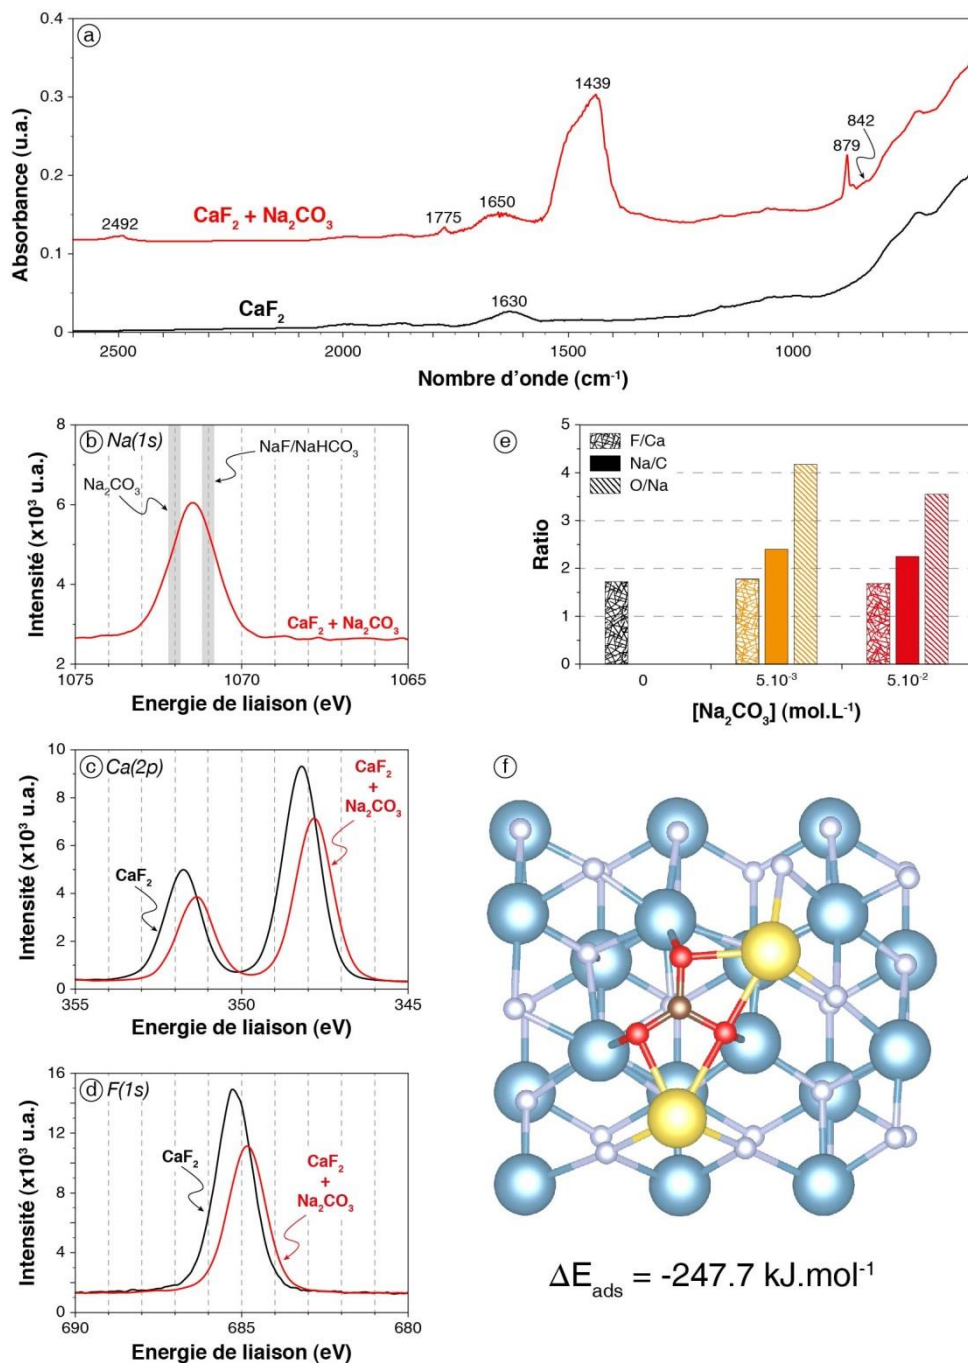 a
0.4
0.3
0.2
0.1
0
Absorbance (u.a.)
2492
1775
1650
1439
879
842
CaF₂ + Na₂CO₃
CaF₂
1630
2500
2000
1500
1000
Nombre d'onde (cm⁻¹)
b Na(1s)
8
6
4
2
Intensité (x10³ u.a.)
Na₂CO₃
NaF/NaHCO₃
CaF₂ + Na₂CO₃
1075
1070
1065
Energie de liaison (eV)
e
F/Ca
Na/C
O/Na
5
4
3
2
1
0
Ratio
0
5.10⁻³
5.10⁻²
[Na₂CO₃] (mol.L⁻¹)
c Ca(2p)
10
8
6
4
2
0
Intensité (x10³ u.a.)
CaF₂
CaF₂
+
Na₂CO₃
355
350
345
Energie de liaison (eV)
d F(1s)
16
12
8
4
0
Intensité (x10³ u.a.)
CaF₂
CaF₂
+
Na₂CO₃
690
685
680
Energie de liaison (eV)
f
ΔE_ads = -247.7 kJ.mol⁻¹